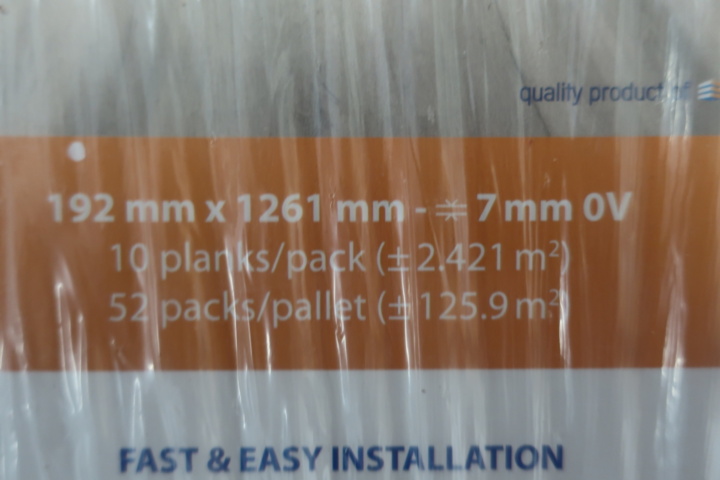 quality product of
192 mm x 1261 mm - 7 mm 0V
10 planks/pack (± 2.421 m²)
52 packs/pallet (± 125.9 m²)
FAST & EASY INSTALLATION